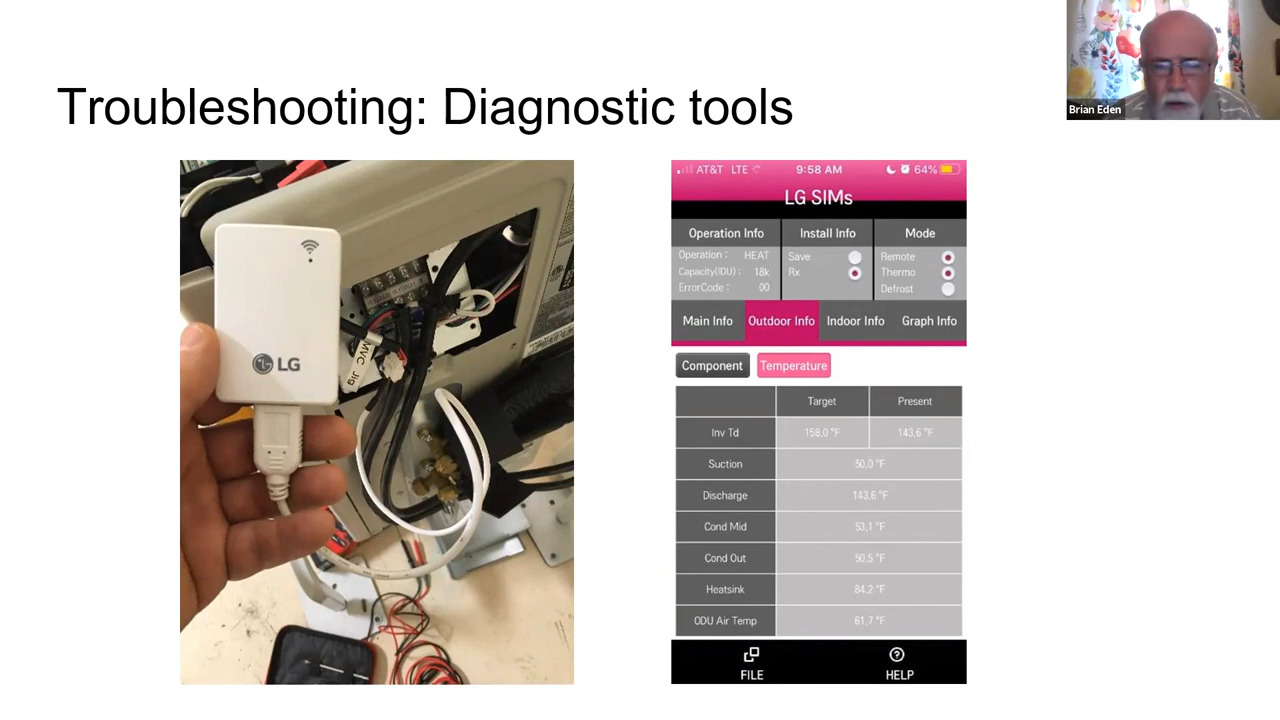 Troubleshooting: Diagnostic tools
Brian Eden
LG
MVC Jig
AT&T LTE 9:58 AM 64%
LG SIMs
Operation Info Install Info Mode
Operation : HEAT Save Remote
Capacity(IDU) : 18k Rx Thermo
ErrorCode : 00 Defrost
Main Info Outdoor Info Indoor Info Graph Info
Component Temperature
Target Present
Inv Td 158.0 °F 143.6 °F
Suction 50.0 °F
Discharge 143.6 °F
Cond Mid 53.1 °F
Cond Out 50.5 °F
Heatsink 84.2 °F
ODU Air Temp 61.7 °F
FILE HELP